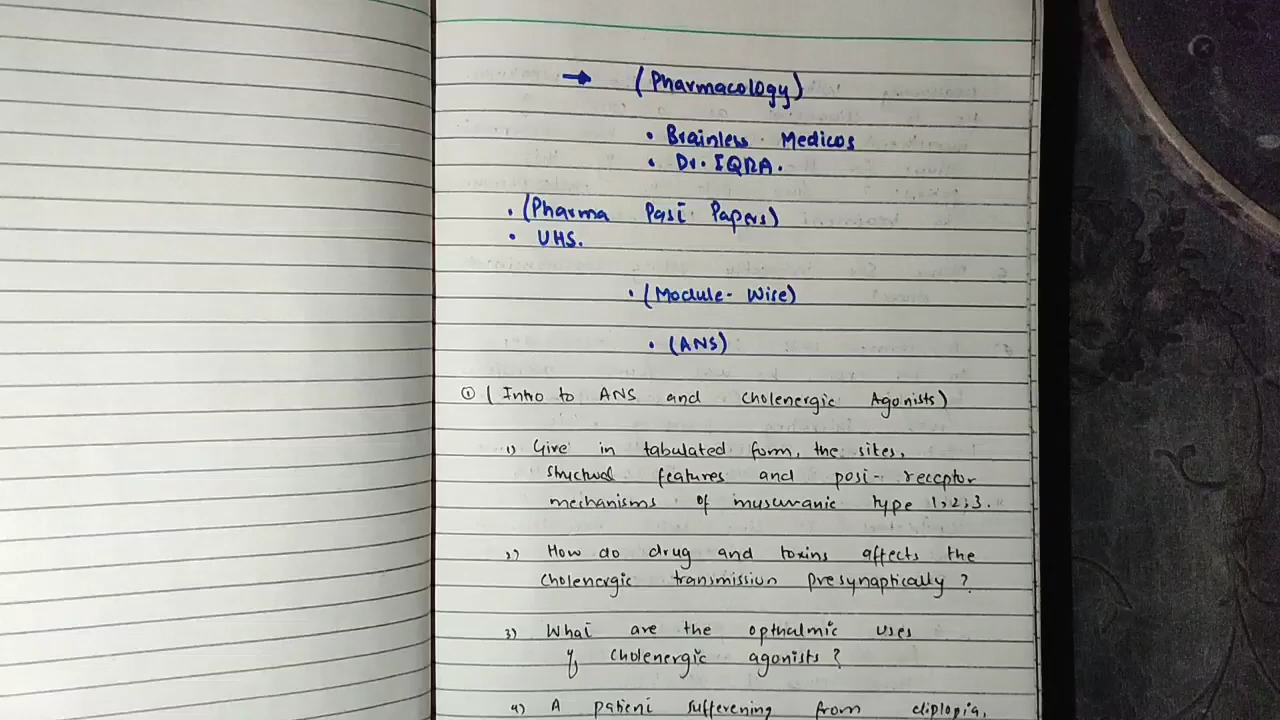 → (Pharmacology)
• Brainless Medicos
• Dr. IQRA.
• (Pharma Past Papers)
• UHS.
• (Module-Wise)
• (ANS)
① (Intro to ANS and Cholenergic Agonists)
1) Give in tabulated form, the sites,
structural features and post-receptor
mechanisms of muscuranic type 1,2,3.
2) How do drug and toxins affects the
cholenergic transmission presynaptically?
3) What are the opthalmic uses
of cholenergic agonists?
4) A patient sufferening from diplopia,